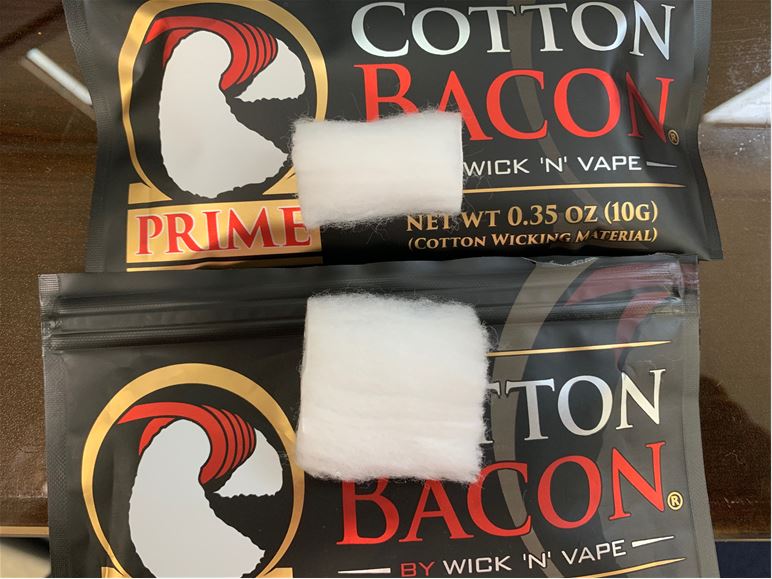 COTTON
BACON®
WICK 'N' VAPE
PRIME
NET WT 0.35 OZ (10G)
(COTTON WICKING MATERIAL)
TTON
BACON®
BY WICK 'N' VAPE